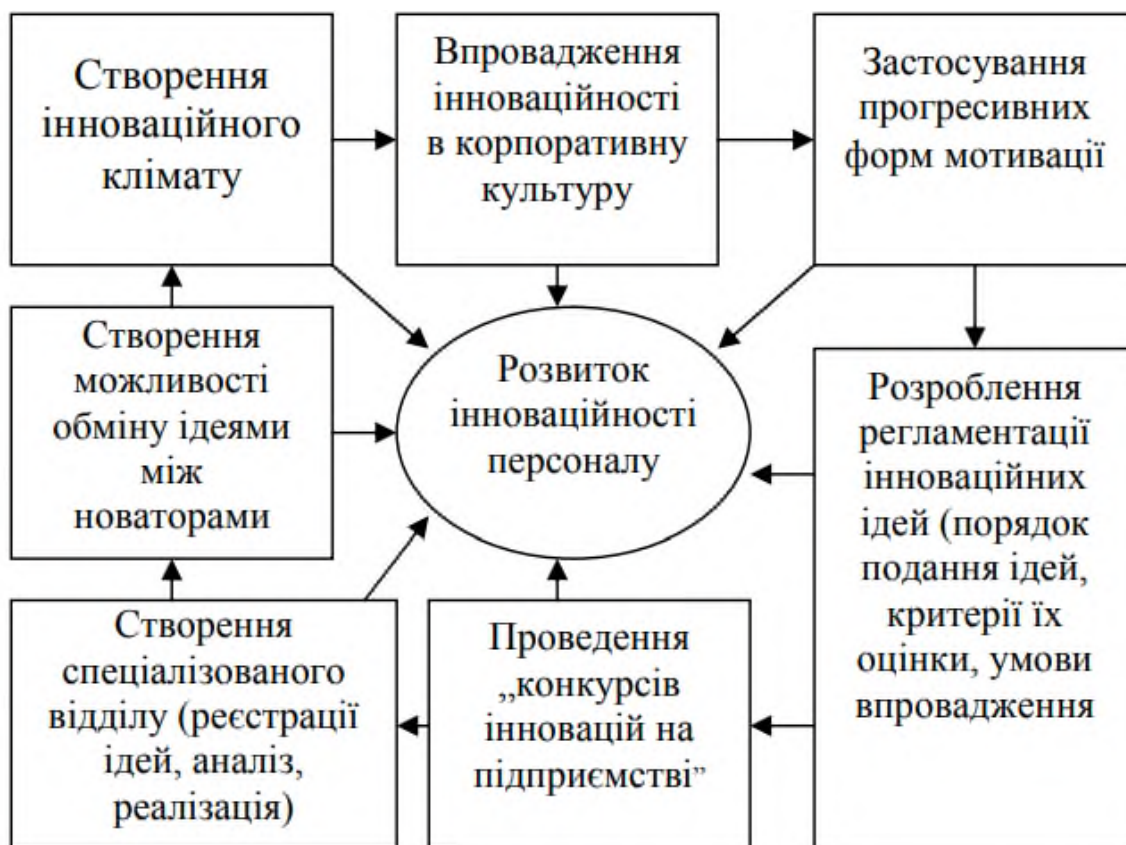 Створення
інноваційного
клімату
Впровадження
інноваційності
в корпоративну
культуру
Застосування
прогресивних
форм мотивації
Створення
можливості
обміну ідеями
між
новаторами
Розвиток
інноваційності
персоналу
Розроблення
регламентації
інноваційних
ідей (порядок
подання ідей,
критерії їх
оцінки, умови
впровадження
Створення
спеціалізованого
відділу (реєстрації
ідей, аналіз,
реалізація)
Проведення
„конкурсів
інновацій на
підприємстві”